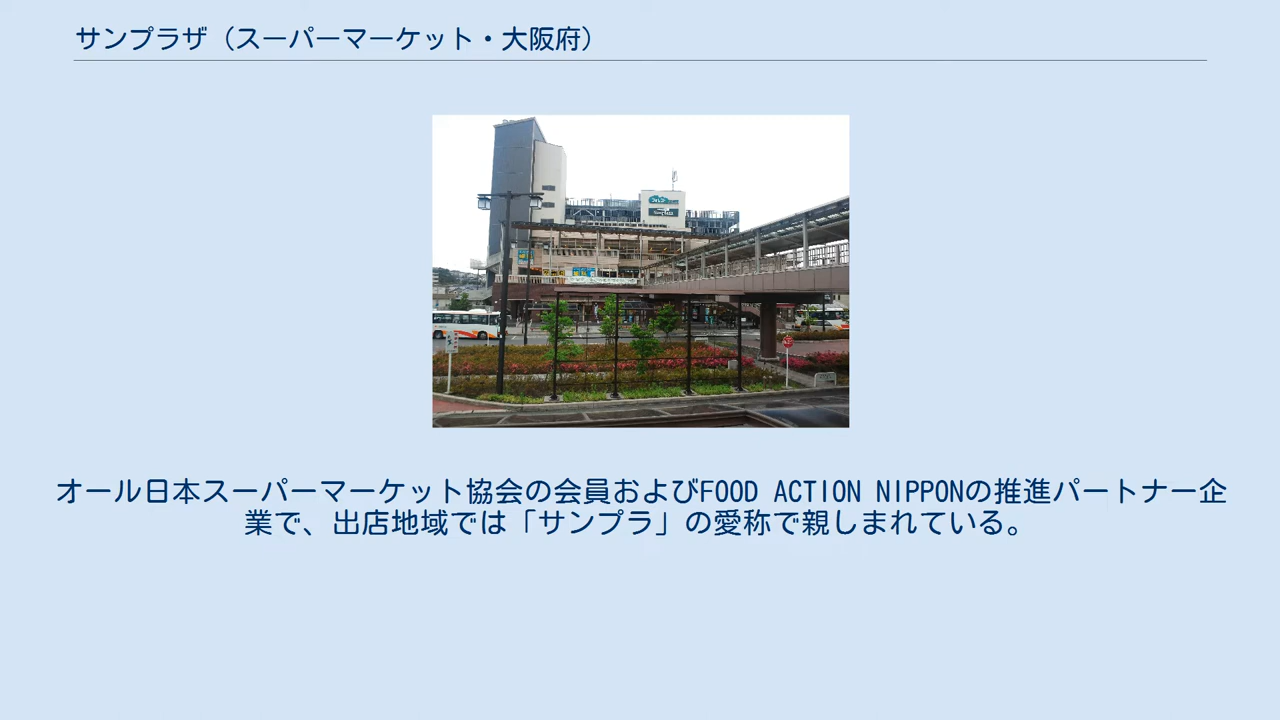 サンプラザ（スーパーマーケット・大阪府）
オール日本スーパーマーケット協会の会員およびFOOD ACTION NIPPONの推進パートナー企
業で、出店地域では「サンプラ」の愛称で親しまれている。